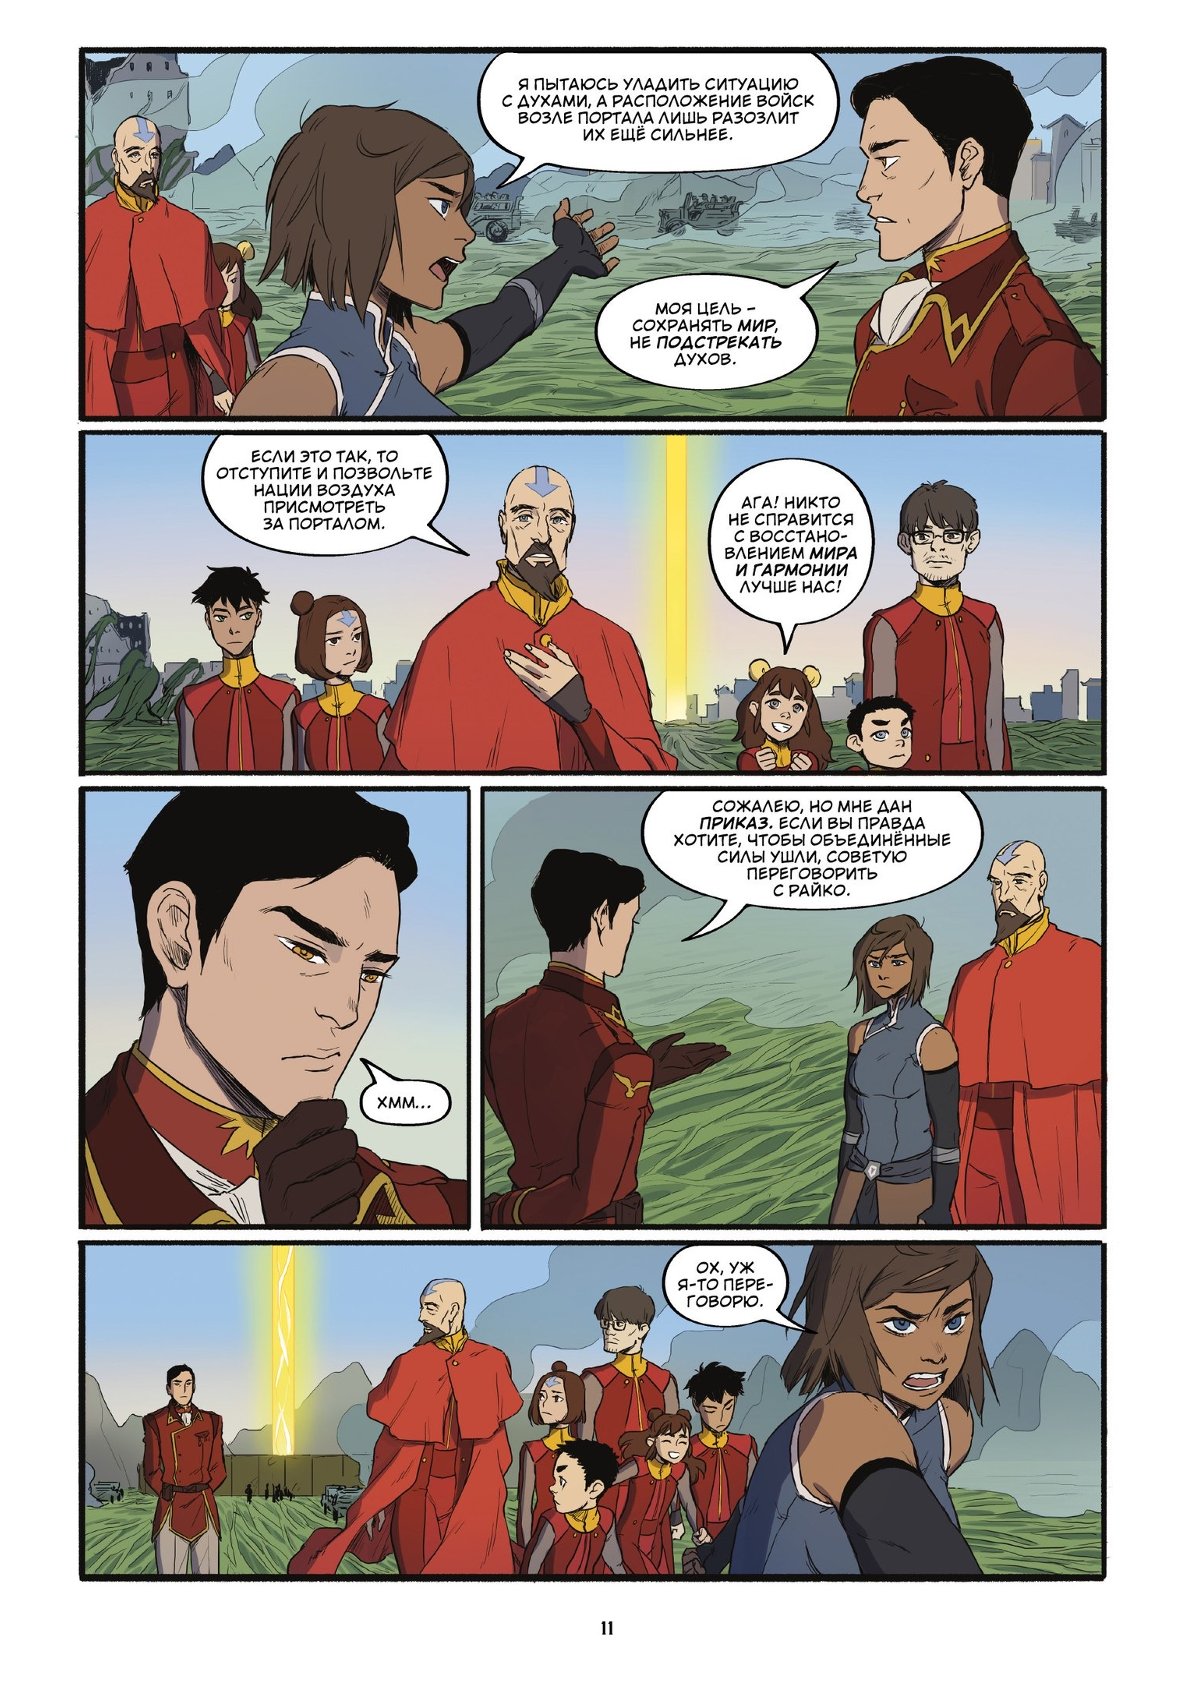 Я ПЫТАЮСЬ УЛАДИТЬ СИТУАЦИЮ
С ДУХАМИ, А РАСПОЛОЖЕНИЕ ВОЙСК
ВОЗЛЕ ПОРТАЛА ЛИШЬ РАЗОЗЛИТ
ИХ ЕЩЁ СИЛЬНЕЕ.
МОЯ ЦЕЛЬ –
СОХРАНЯТЬ МИР,
НЕ ПОДСТРЕКАТЬ
ДУХОВ.
ЕСЛИ ЭТО ТАК, ТО
ОТСТУПИТЕ И ПОЗВОЛЬТЕ
НАЦИИ ВОЗДУХА
ПРИСМОТРЕТЬ
ЗА ПОРТАЛОМ.
АГА! НИКТО
НЕ СПРАВИТСЯ
С ВОССТАНО-
ВЛЕНИЕМ МИРА
И ГАРМОНИИ
ЛУЧШЕ НАС!
ХММ...
СОЖАЛЕЮ, НО МНЕ ДАН
ПРИКАЗ. ЕСЛИ ВЫ ПРАВДА
ХОТИТЕ, ЧТОБЫ ОБЪЕДИНЁННЫЕ
СИЛЫ УШЛИ, СОВЕТУЮ
ПЕРЕГОВОРИТЬ
С РАЙКО.
ОХ, УЖ
Я-ТО ПЕРЕ-
ГОВОРЮ.
11